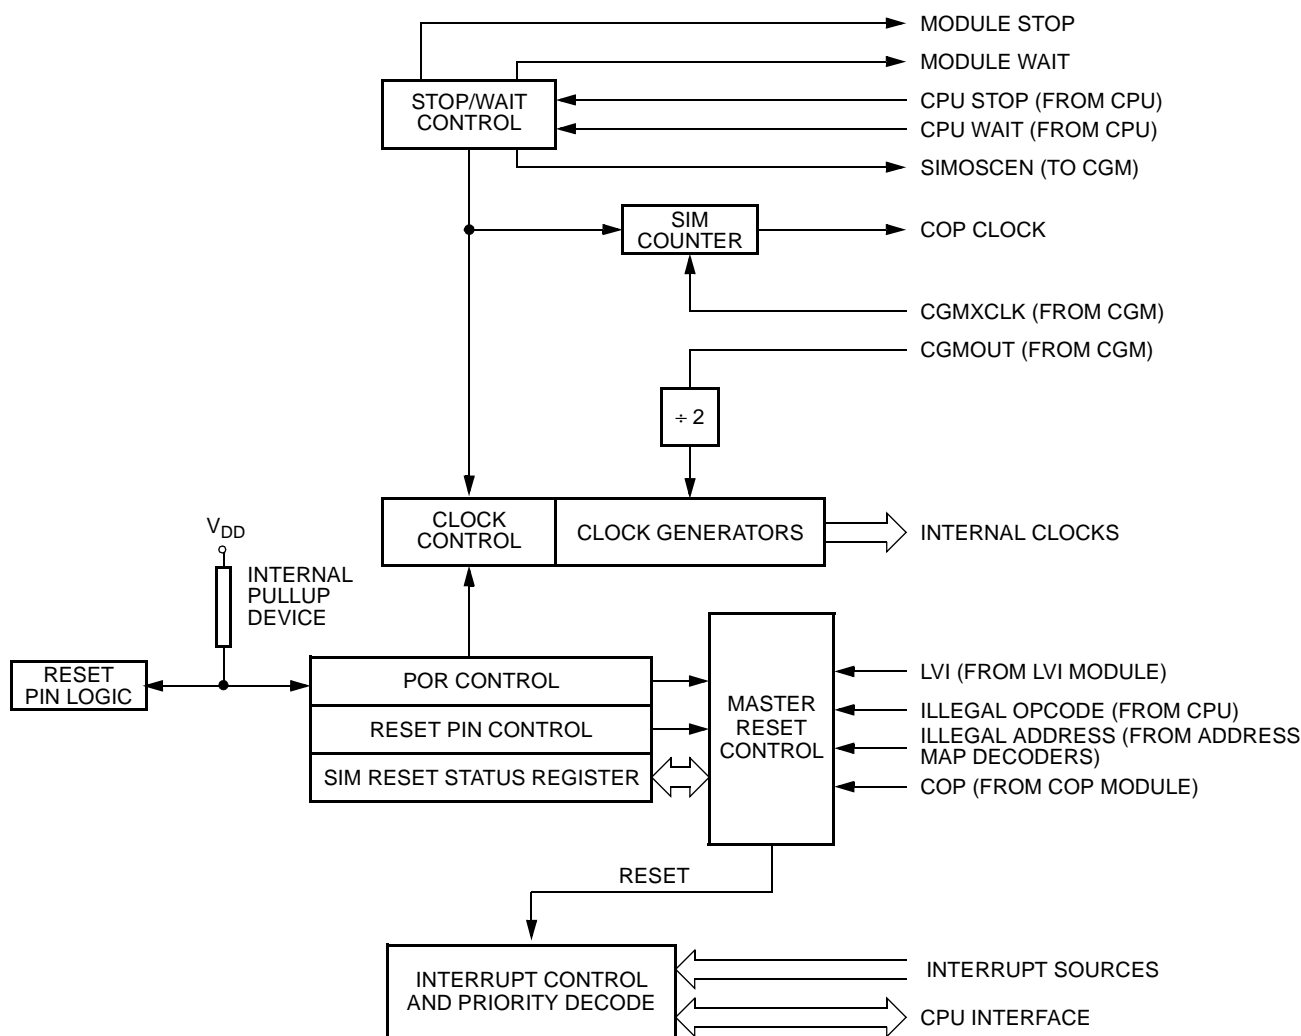 MODULE STOP
MODULE WAIT
STOP/WAIT
CONTROL
CPU STOP (FROM CPU)
CPU WAIT (FROM CPU)
SIMOSCEN (TO CGM)
SIM
COUNTER
COP CLOCK
CGMXCLK (FROM CGM)
CGMOUT (FROM CGM)
÷ 2
CLOCK
CONTROL
CLOCK GENERATORS
INTERNAL CLOCKS
VDD
INTERNAL
PULLUP
DEVICE
RESET
PIN LOGIC
POR CONTROL
RESET PIN CONTROL
SIM RESET STATUS REGISTER
MASTER
RESET
CONTROL
LVI (FROM LVI MODULE)
ILLEGAL OPCODE (FROM CPU)
ILLEGAL ADDRESS (FROM ADDRESS
MAP DECODERS)
COP (FROM COP MODULE)
RESET
INTERRUPT CONTROL
AND PRIORITY DECODE
INTERRUPT SOURCES
CPU INTERFACE